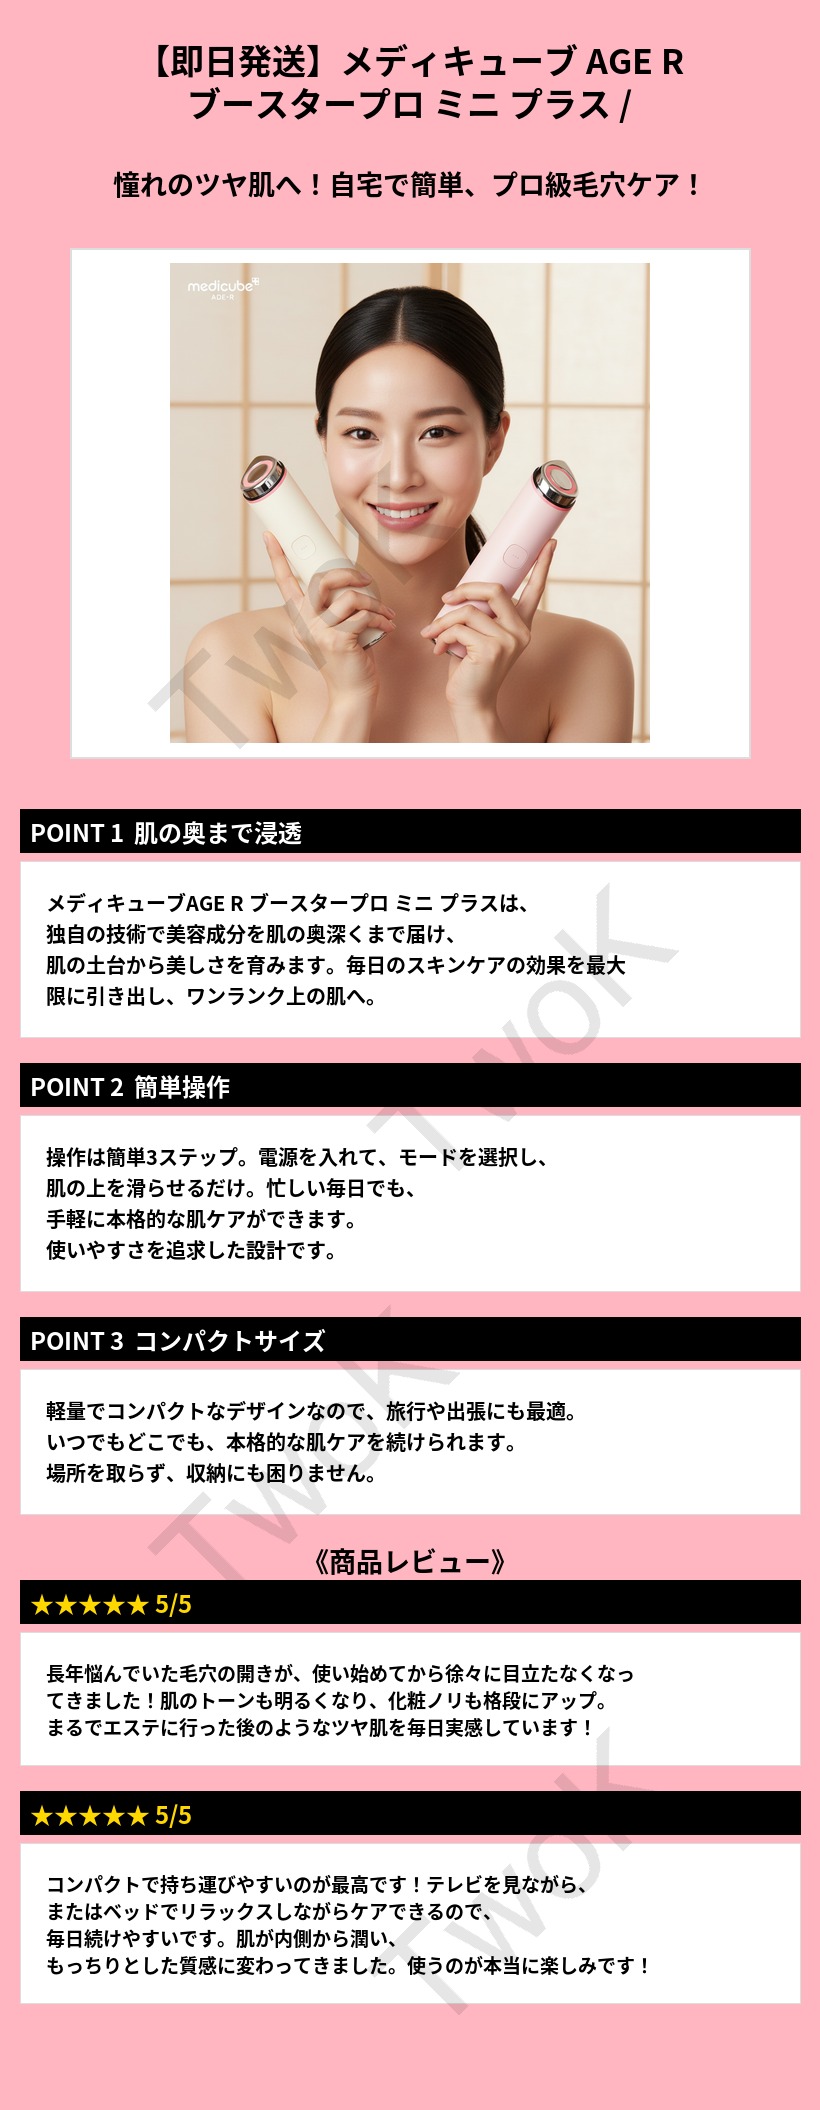 【即日発送】メディキューブ AGE R
ブースタープロ ミニ プラス /
憧れのツヤ肌へ！自宅で簡単、プロ級毛穴ケア！
medicube
AGE-R
TwoK
POINT 1 肌の奥まで浸透
メディキューブAGE R ブースタープロ ミニ プラスは、
独自の技術で美容成分を肌の奥深くまで届け、
肌の土台から美しさを育みます。毎日のスキンケアの効果を最大
限に引き出し、ワンランク上の肌へ。
TwoK
POINT 2 簡単操作
操作は簡単3ステップ。電源を入れて、モードを選択し、
肌の上を滑らせるだけ。忙しい毎日でも、
手軽に本格的な肌ケアができます。
使いやすさを追求した設計です。
POINT 3 コンパクトサイズ
軽量でコンパクトなデザインなので、旅行や出張にも最適。
いつでもどこでも、本格的な肌ケアを続けられます。
場所を取らず、収納にも困りません。
TwoK
《商品レビュー》
★★★★★ 5/5
長年悩んでいた毛穴の開きが、使い始めてから徐々に目立たなくなっ
てきました！肌のトーンも明るくなり、化粧ノリも格段にアップ。
まるでエステに行った後のようなツヤ肌を毎日実感しています！
★★★★★ 5/5
コンパクトで持ち運びやすいのが最高です！テレビを見ながら、
またはベッドでリラックスしながらケアできるので、
毎日続けやすいです。肌が内側から潤い、
もっちりとした質感に変わってきました。使うのが本当に楽しみです！
TwoK